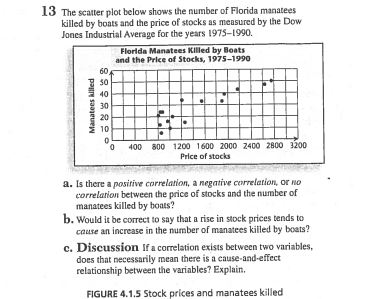 13 The scatter plot below shows the number of Florida manatees
killed by boats and the price of stocks as measured by the Dow
Jones Industrial Average for the years 1975–1990.
Florida Manatees Killed by Boats
and the Price of Stocks, 1975–1990
Manatees killed
60
50
40
30
20
10
0
0 400 800 1200 1600 2000 2400 2800 3200
Price of stocks
a. Is there a positive correlation, a negative correlation, or no
correlation between the price of stocks and the number of
manatees killed by boats?
b. Would it be correct to say that a rise in stock prices tends to
cause an increase in the number of manatees killed by boats?
c. Discussion If a correlation exists between two variables,
does that necessarily mean there is a cause-and-effect
relationship between the variables? Explain.
FIGURE 4.1.5 Stock prices and manatees killed